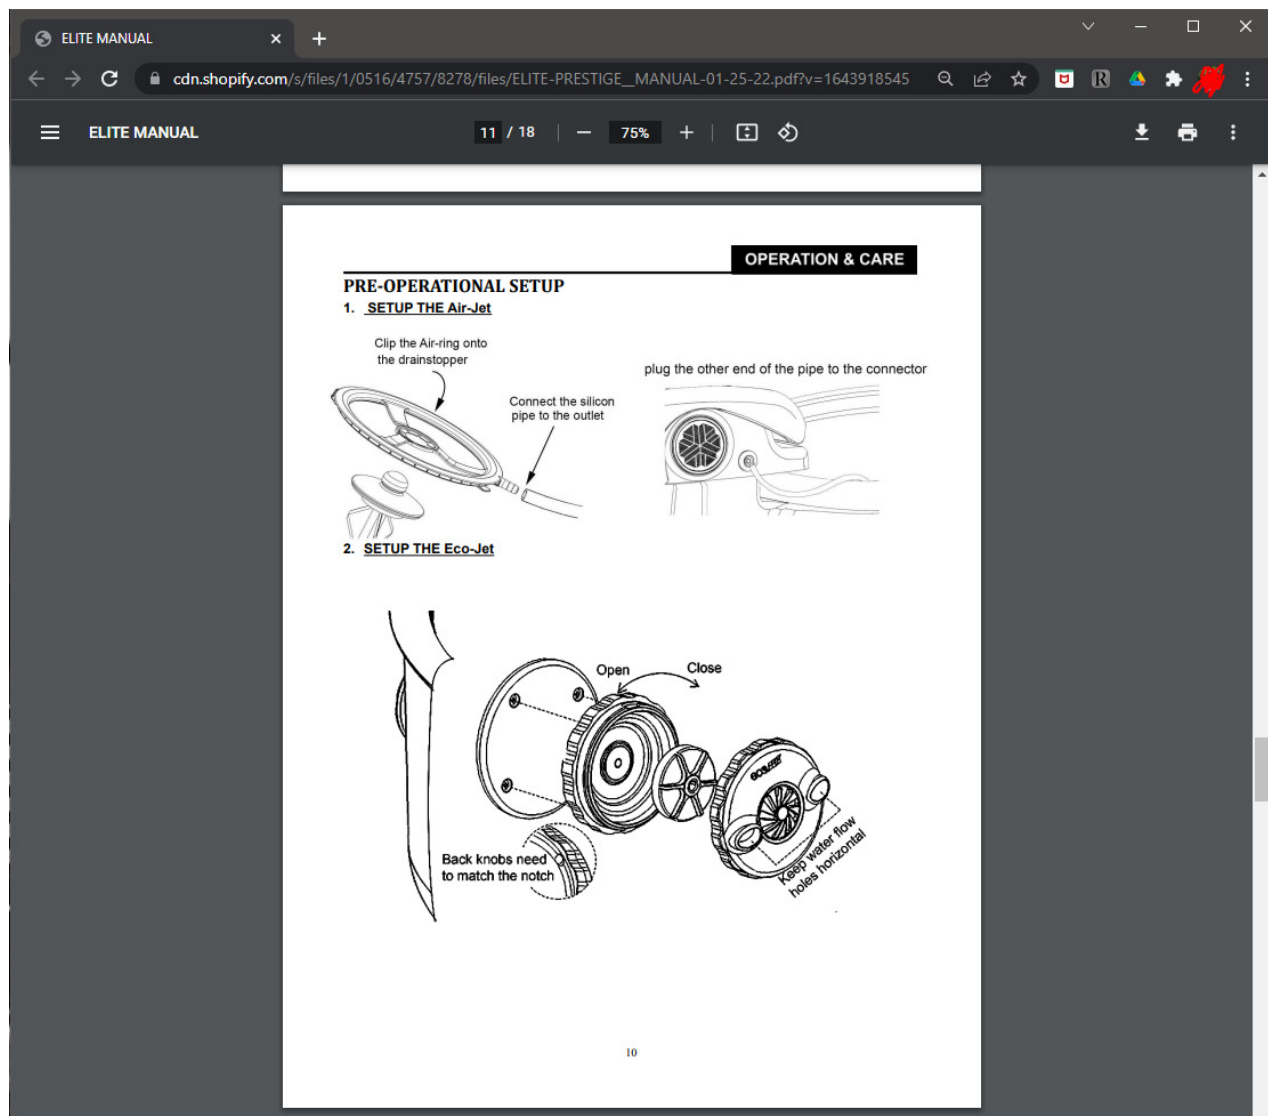 ELITE MANUAL
cdn.shopify.com/s/files/1/0516/4757/8278/files/ELITE-PRESTIGE__MANUAL-01-25-22.pdf?v=1643918545
ELITE MANUAL
11 / 18
75%
OPERATION & CARE
PRE-OPERATIONAL SETUP
1. SETUP THE Air-Jet
Clip the Air-ring onto
the drainstopper
Connect the silicon
pipe to the outlet
plug the other end of the pipe to the connector
2. SETUP THE Eco-Jet
Open
Close
Back knobs need
to match the notch
Keep water flow
holes horizontal
10